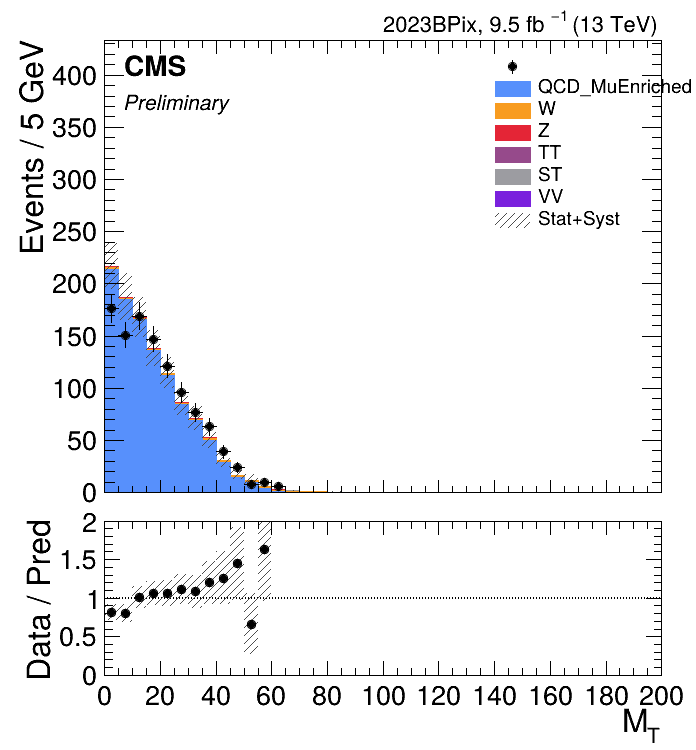 2023BPix, 9.5 fb⁻¹ (13 TeV)
CMS
Preliminary
QCD_MuEnriched
W
Z
TT
ST
VV
Stat+Syst
Events / 5 GeV
400
350
300
250
200
150
100
50
0
Data / Pred
2
1.5
1
0.5
0
0 20 40 60 80 100 120 140 160 180 200
M_T